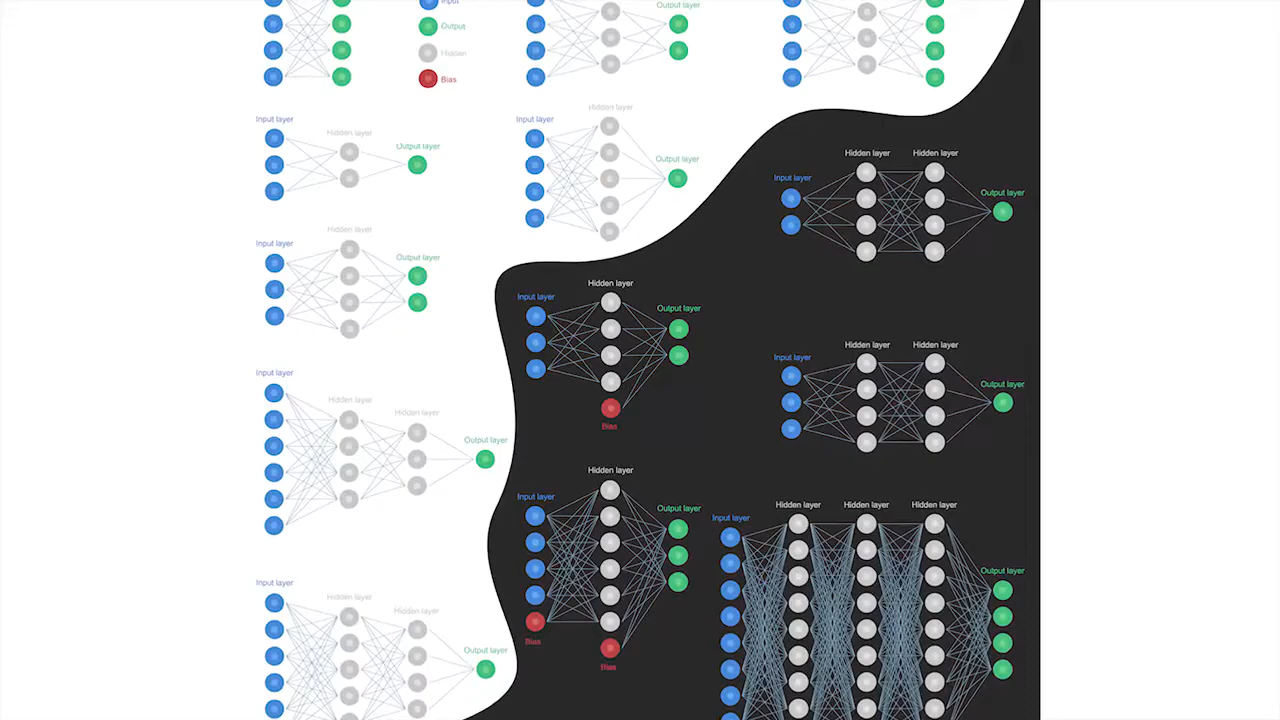 Input
Output
Hidden
Bias
Output layer
Input layer
Hidden layer
Output layer
Input layer
Hidden layer
Output layer
Hidden layer
Hidden layer
Input layer
Output layer
Input layer
Hidden layer
Output layer
Input layer
Hidden layer
Output layer
Bias
Hidden layer
Hidden layer
Input layer
Output layer
Input layer
Hidden layer
Hidden layer
Output layer
Input layer
Hidden layer
Output layer
Bias
Bias
Hidden layer
Hidden layer
Hidden layer
Input layer
Output layer
Input layer
Hidden layer
Hidden layer
Output layer